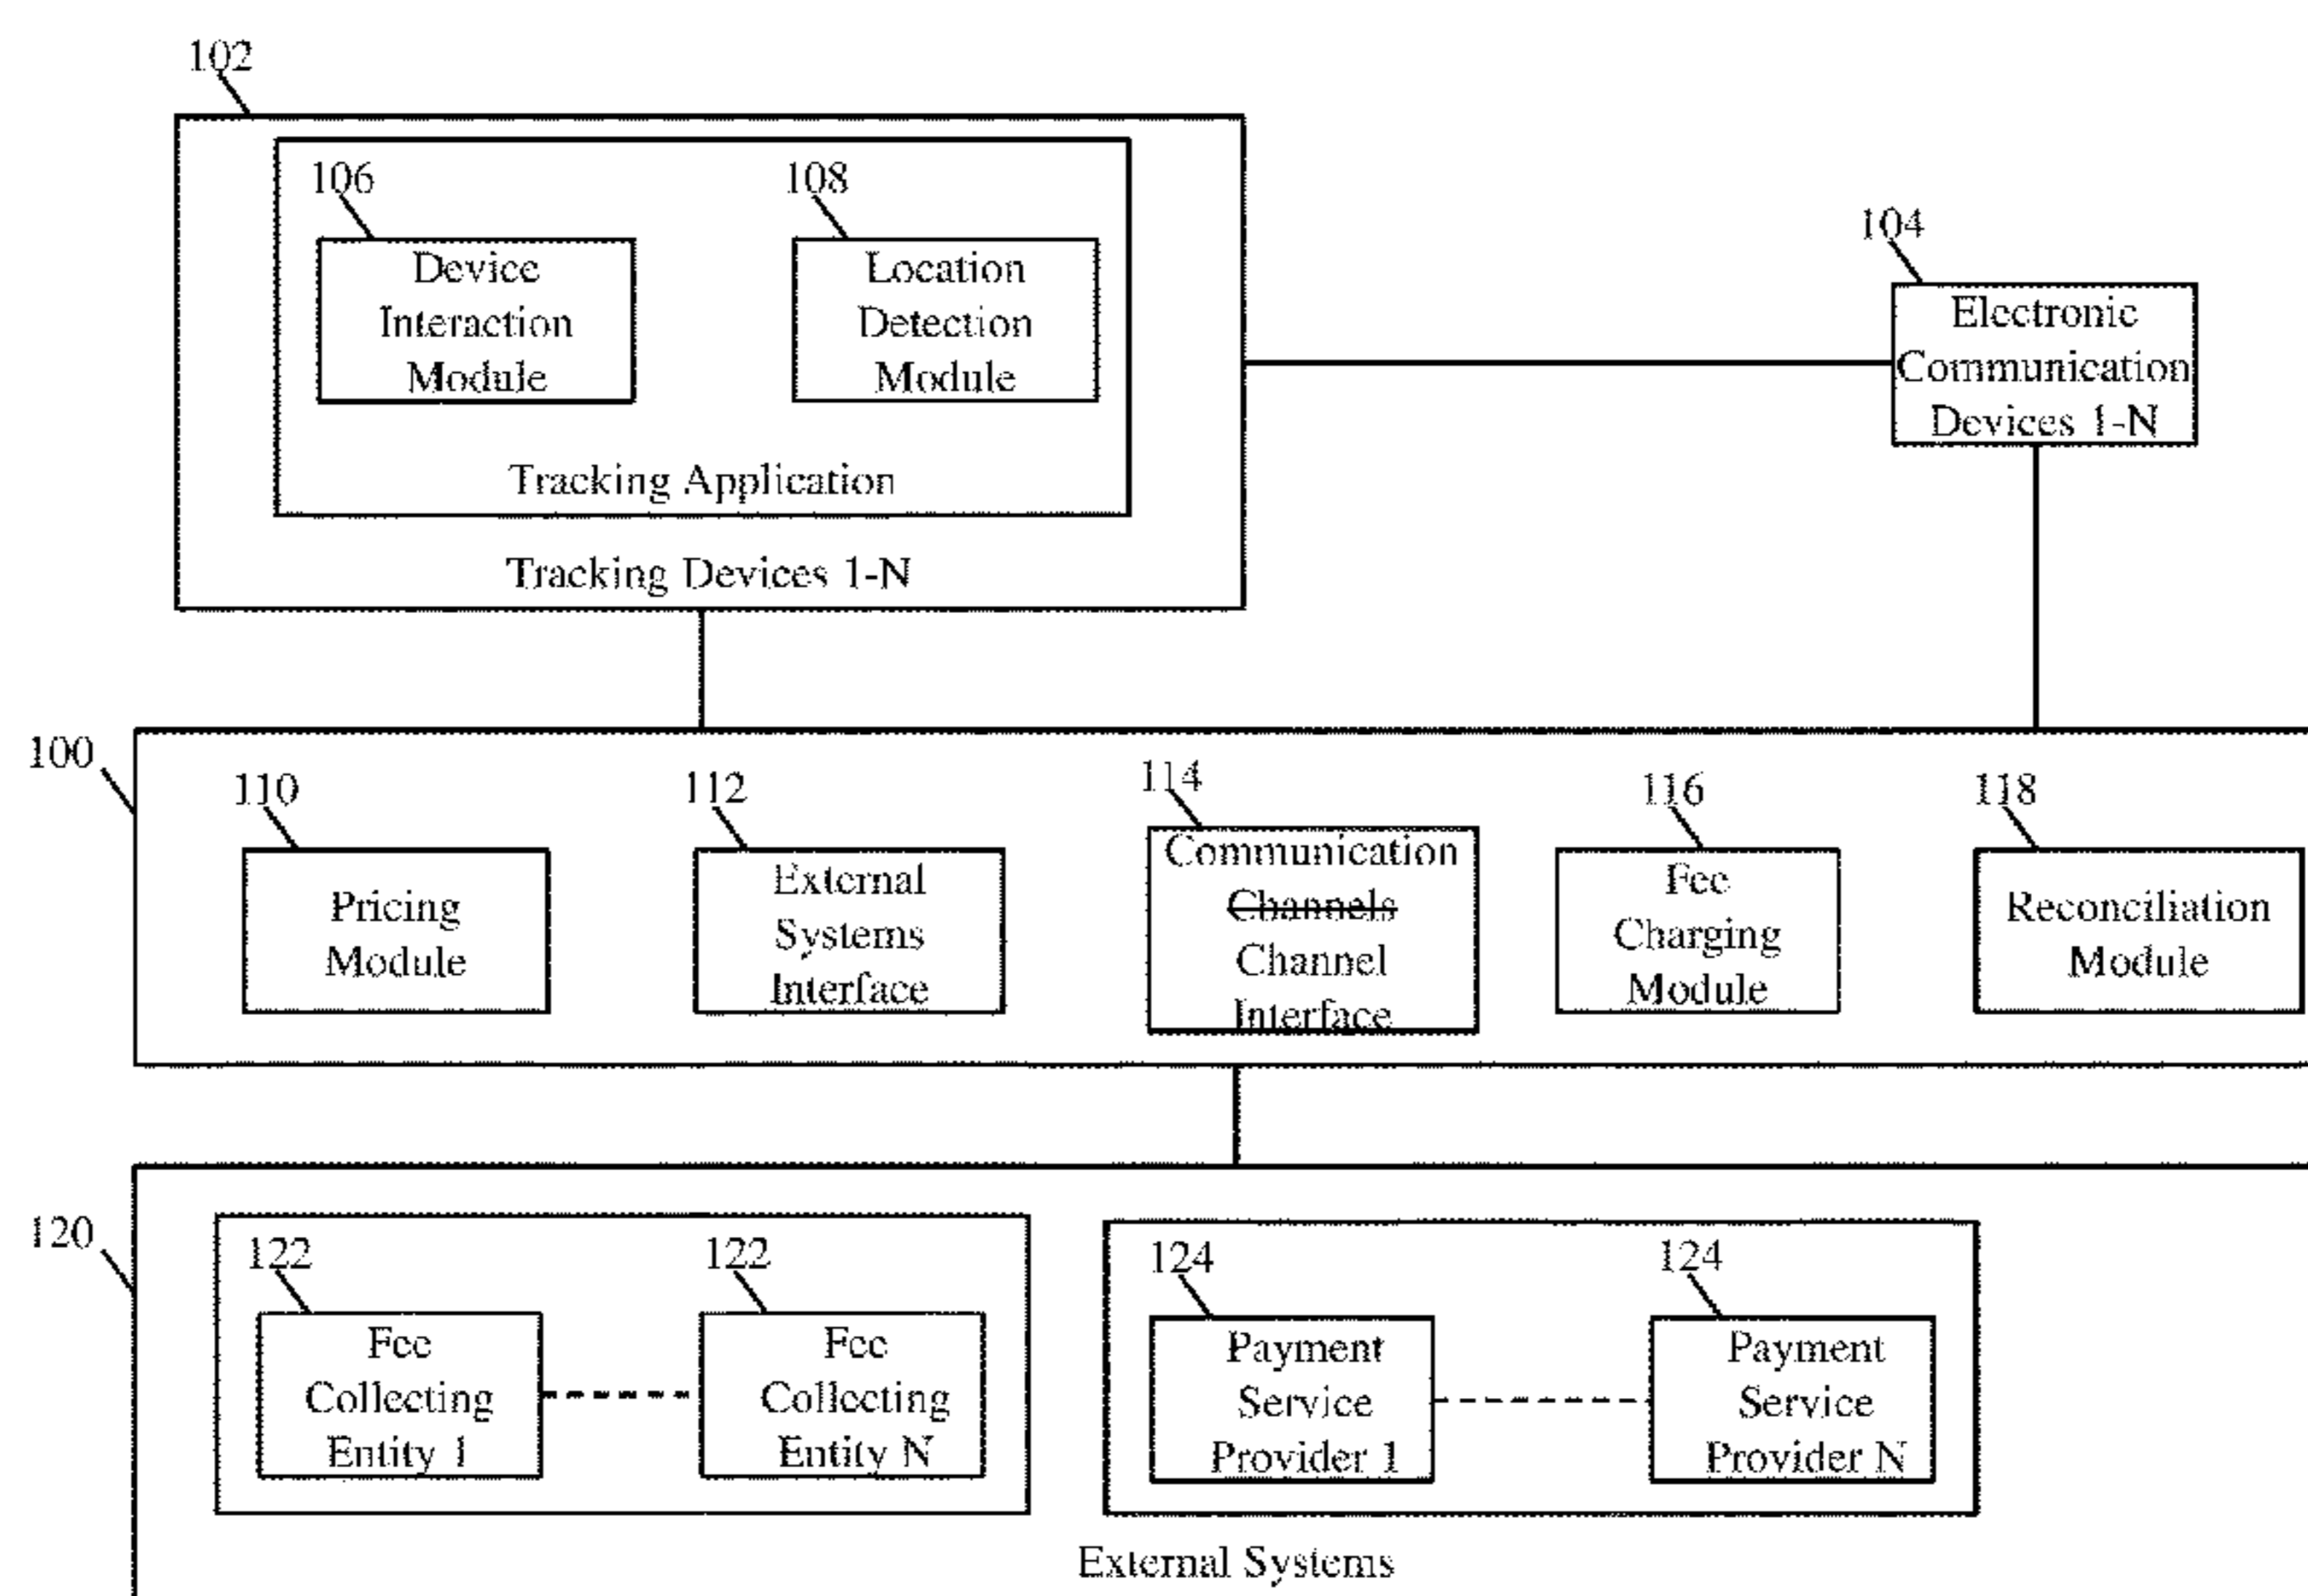 102
106
108
Device
Interaction
Module
Location
Detection
Module
Tracking Application
Tracking Devices 1-N
104
Electronic
Communication
Devices 1-N
100
110
112
114
116
118
Pricing
Module
External
Systems
Interface
Communication
Channels
Channel
Interface
Fee
Charging
Module
Reconciliation
Module
120
122
122
124
124
Fee
Collecting
Entity 1
Fee
Collecting
Entity N
Payment
Service
Provider 1
Payment
Service
Provider N
External Systems